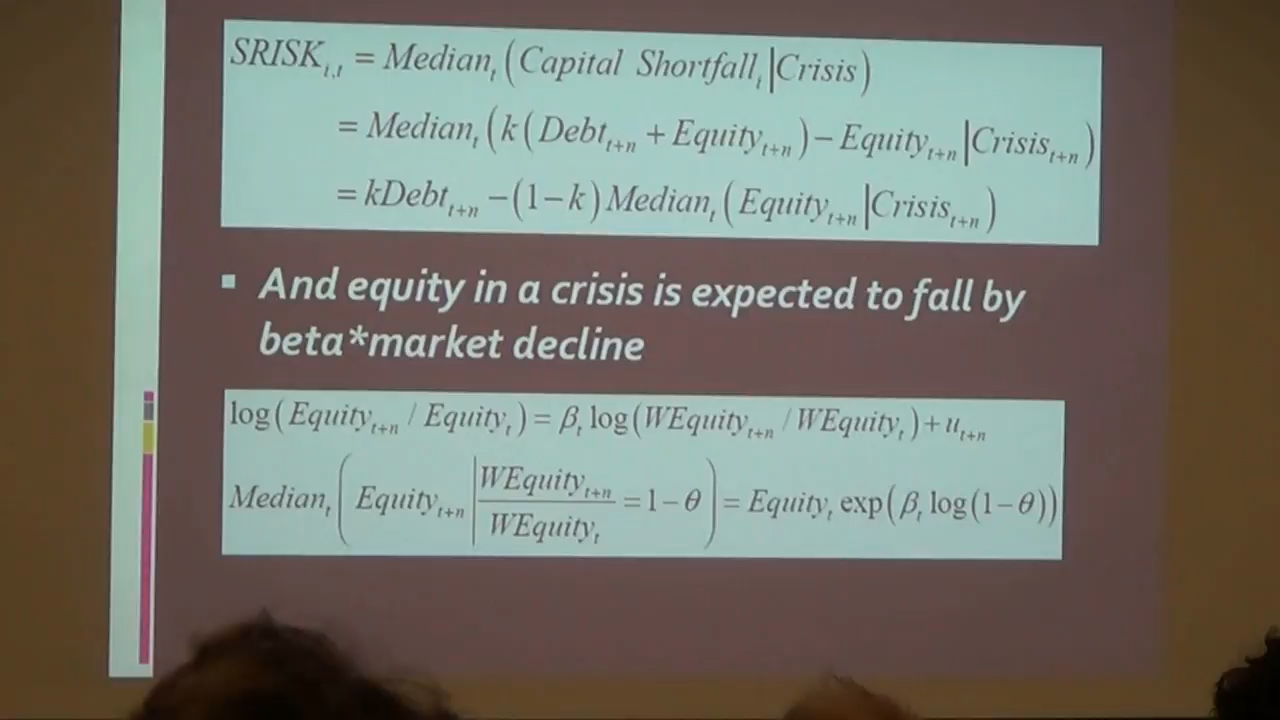 SRISK_{i,t} = Median_t (Capital Shortfall_t | Crisis)
= Median_t (k (Debt_{t+n} + Equity_{t+n}) − Equity_{t+n} | Crisis_{t+n})
= kDebt_{t+n} − (1−k) Median_t (Equity_{t+n} | Crisis_{t+n})
▪ And equity in a crisis is expected to fall by
beta*market decline
log(Equity_{t+n} / Equity_t) = β_t log(WEquity_{t+n} / WEquity_t) + u_{t+n}
Median_t (Equity_{t+n} | WEquity_{t+n} / WEquity_t = 1−θ) = Equity_t exp(β_t log(1−θ))